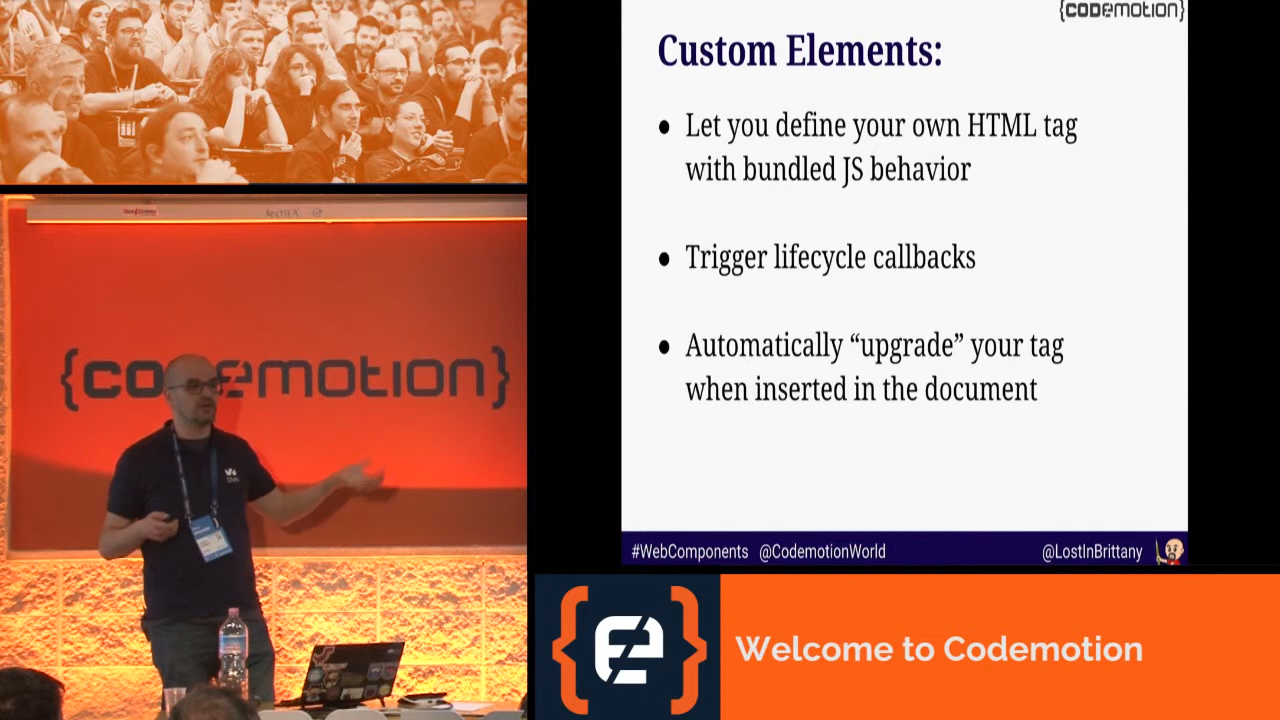 {codemotion}
Custom Elements:
● Let you define your own HTML tag
with bundled JS behavior
● Trigger lifecycle callbacks
● Automatically “upgrade” your tag
when inserted in the document
#WebComponents @CodemotionWorld @LostInBrittany
{codemotion}
Welcome to Codemotion